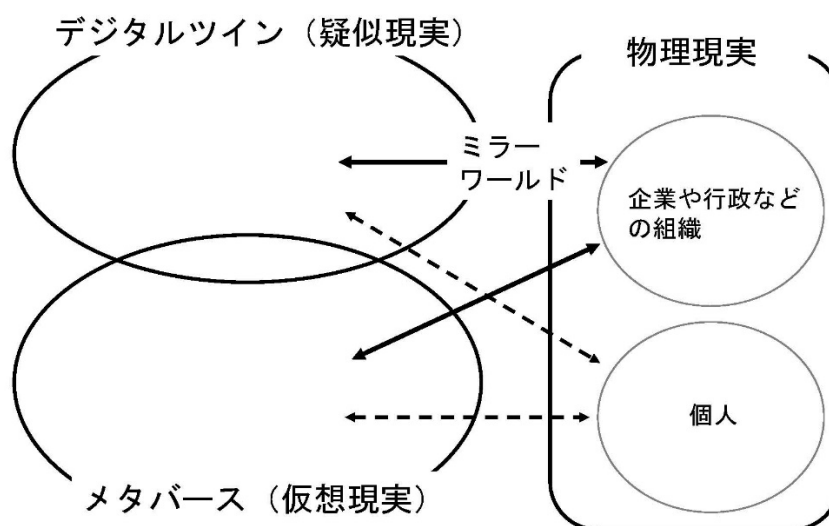 デジタルツイン（疑似現実）
物理現実
ミラー
ワールド
企業や行政など
の組織
個人
メタバース（仮想現実）